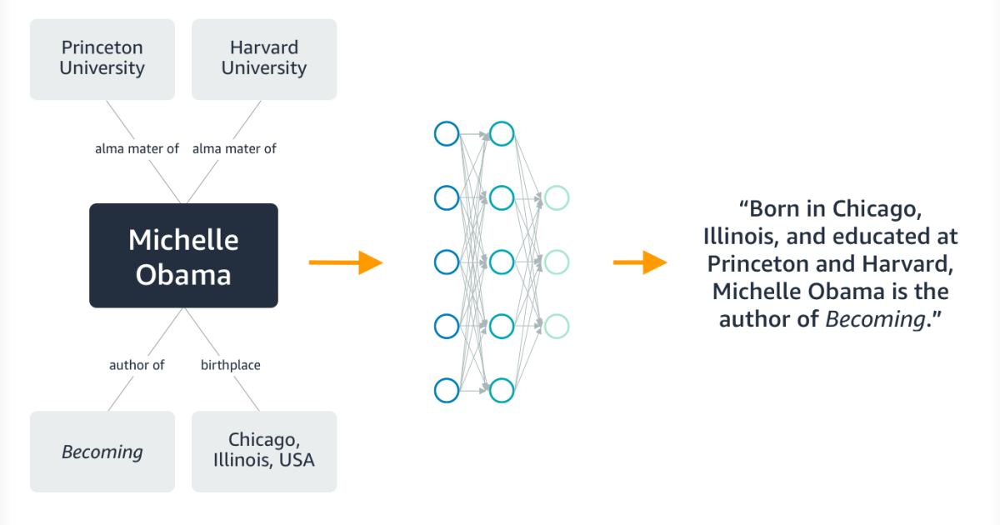 Princeton
University
Harvard
University
alma mater of
alma mater of
Michelle
Obama
author of
birthplace
Becoming
Chicago,
Illinois, USA
“Born in Chicago,
Illinois, and educated at
Princeton and Harvard,
Michelle Obama is the
author of Becoming.”